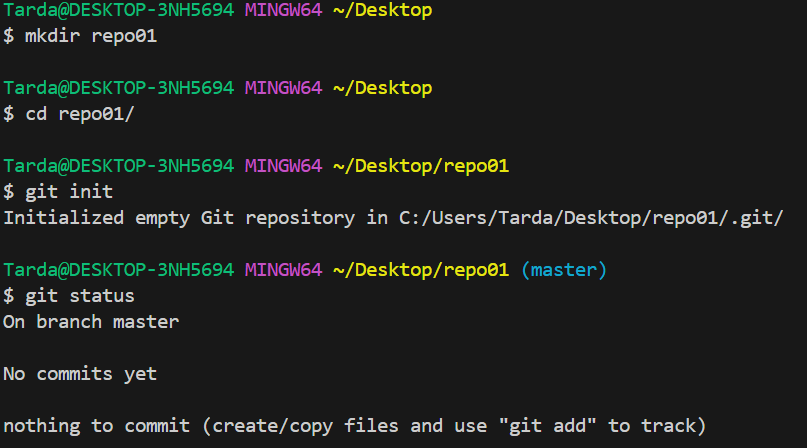 Tarda@DESKTOP-3NH5694 MINGW64 ~/Desktop
$ mkdir repo01
Tarda@DESKTOP-3NH5694 MINGW64 ~/Desktop
$ cd repo01/
Tarda@DESKTOP-3NH5694 MINGW64 ~/Desktop/repo01
$ git init
Initialized empty Git repository in C:/Users/Tarda/Desktop/repo01/.git/
Tarda@DESKTOP-3NH5694 MINGW64 ~/Desktop/repo01 (master)
$ git status
On branch master
No commits yet
nothing to commit (create/copy files and use "git add" to track)